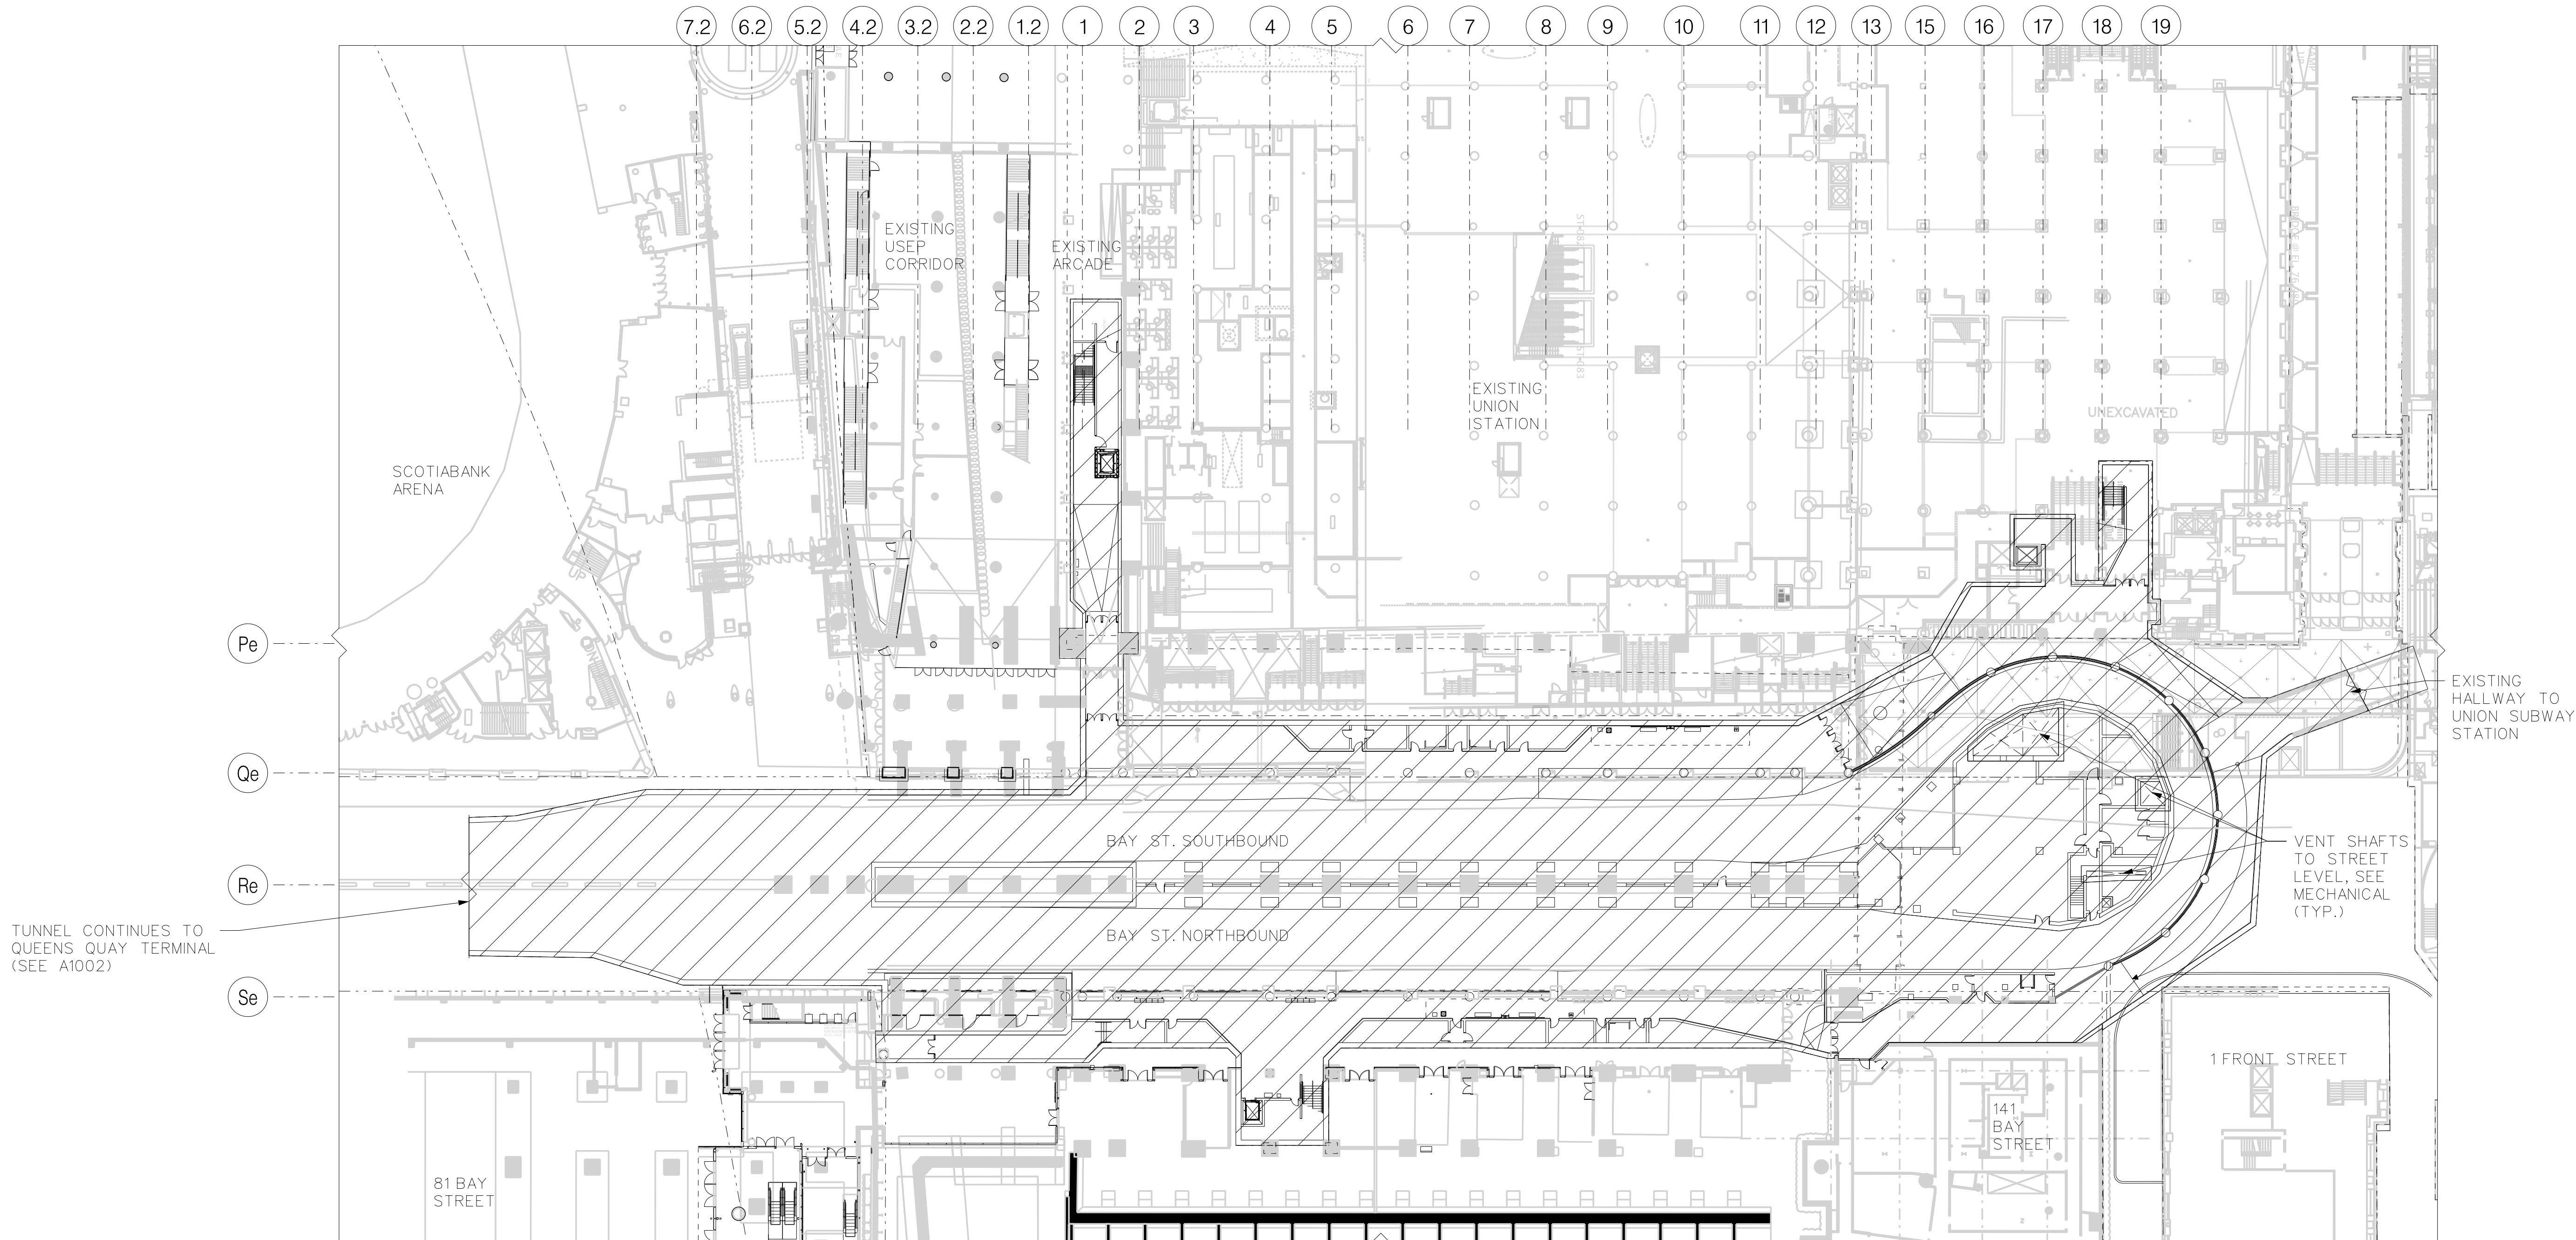 7.2 6.2 5.2 4.2 3.2 2.2 1.2 1 2 3 4 5 6 7 8 9 10 11 12 13 15 16 17 18 19
EXISTING
USEP
CORRIDOR
EXISTING
ARCADE
ST082
ST083
EXISTING
UNION
STATION
UNEXCAVATED
SCOTIABANK
ARENA
UP
Pe
EXISTING
HALLWAY TO
UNION SUBWAY
STATION
Qe
BAY ST. SOUTHBOUND
VENT SHAFTS
TO STREET
LEVEL, SEE
MECHANICAL
(TYP.)
Re
TUNNEL CONTINUES TO
QUEENS QUAY TERMINAL
(SEE A1002)
BAY ST. NORTHBOUND
Se
1 FRONT STREET
141
BAY
STREET
81 BAY
STREET